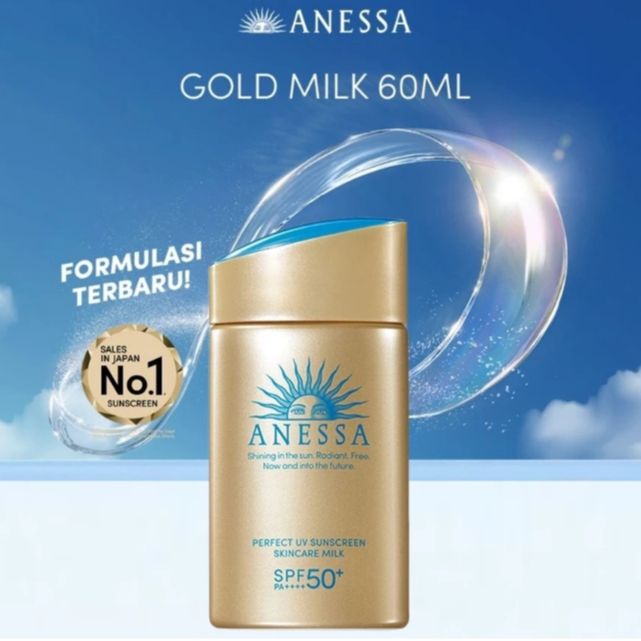 ANESSA
GOLD MILK 60ML
FORMULASI
TERBARU!
SALES
IN JAPAN
No.1
SUNSCREEN
ANESSA
Shining in the sun. Radiant. Free.
Now and into the future.
PERFECT UV SUNSCREEN
SKINCARE MILK
SPF50+
PA++++